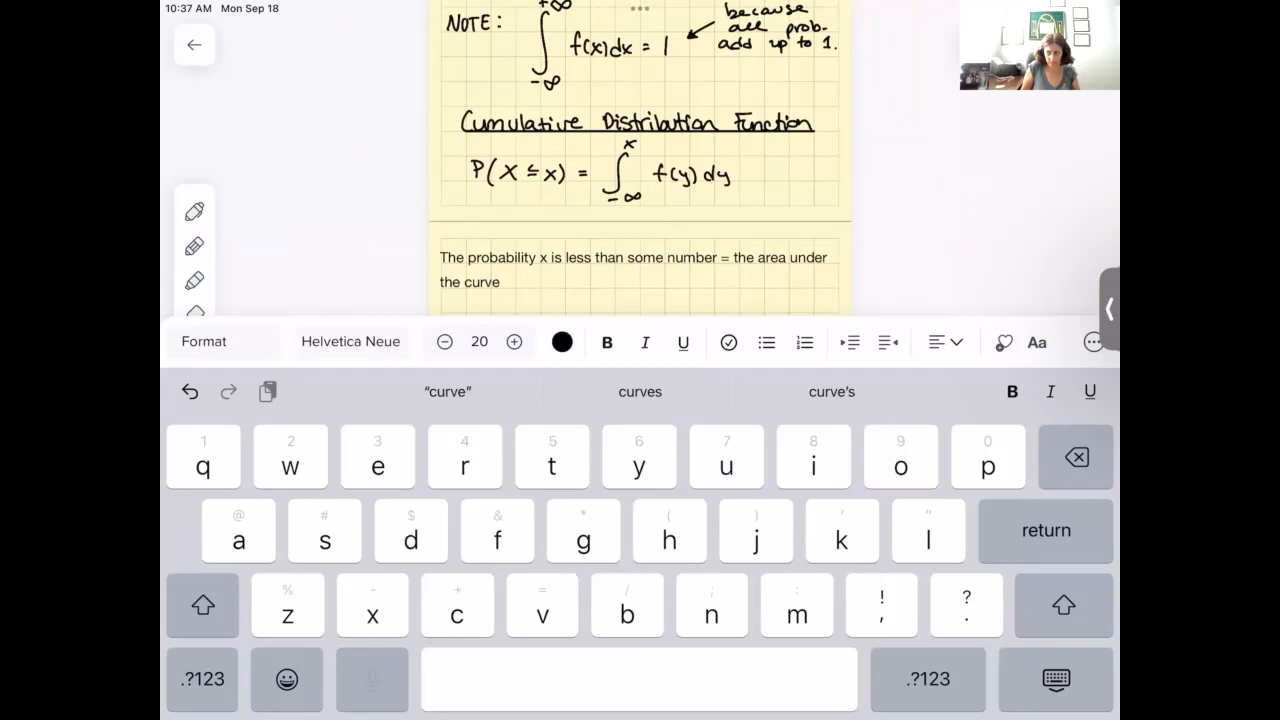 10:37 AM Mon Sep 18
NOTE: ∫ +∞ -∞ f(x)dx = 1
because
all prob.
add up to 1.
Cumulative Distribution Function
P(X ≤ x) = ∫ x -∞ f(y) dy
The probability x is less than some number = the area under
the curve
Format Helvetica Neue 20 B I U Aa
“curve” curves curve’s B I U
1 2 3 4 5 6 7 8 9 0
q w e r t y u i o p
@ # $ & * ( ) ' "
a s d f g h j k l return
% - + = / ; : ! ?
z x c v b n m , .
.?123 .?123